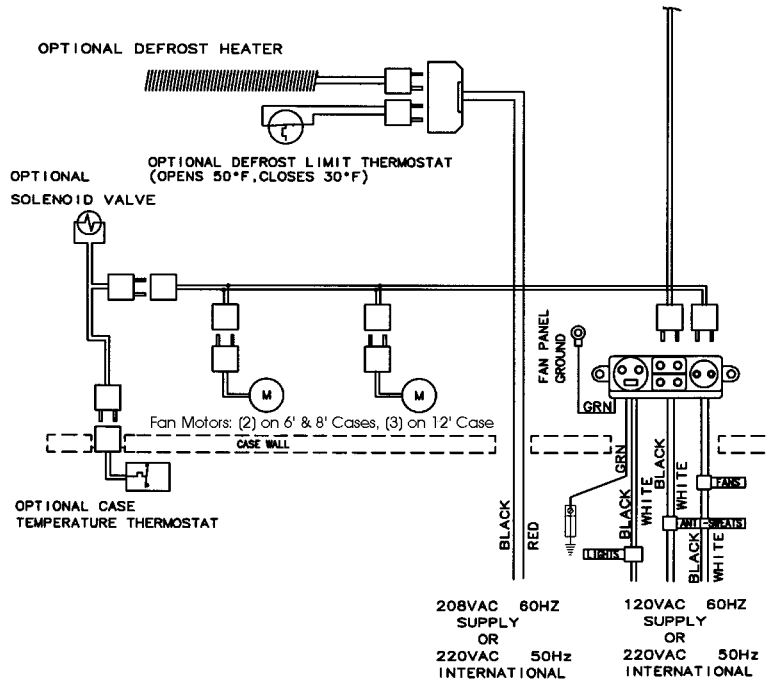 OPTIONAL DEFROST HEATER
OPTIONAL DEFROST LIMIT THERMOSTAT
(OPENS 50°F,CLOSES 30°F)
OPTIONAL
SOLENOID VALVE
M
M
FAN PANEL
GROUND
GRN
Fan Motors: (2) on 6' & 8' Cases, (3) on 12' Case
CASE WALL
OPTIONAL CASE
TEMPERATURE THERMOSTAT
BLACK
RED
GRN
BLACK
WHITE
BLACK
WHITE
BLACK
WHITE
FANS
ANTI-SWEATS
LIGHTS
208VAC 60HZ
SUPPLY
OR
220VAC 50Hz
INTERNATIONAL
120VAC 60HZ
SUPPLY
OR
220VAC 50Hz
INTERNATIONAL